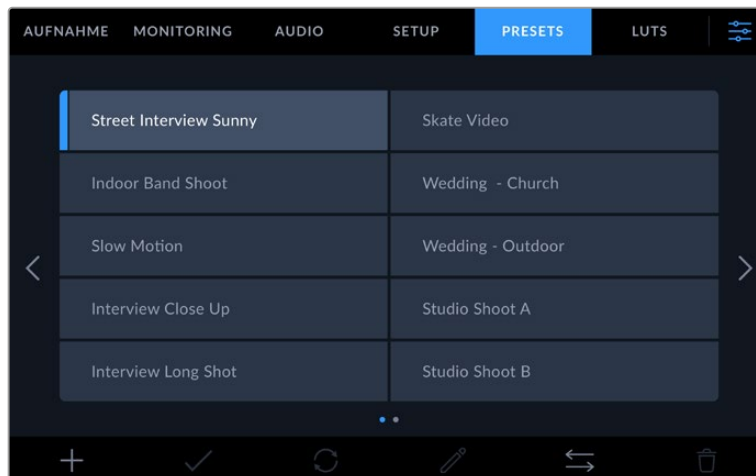 AUFNAHME MONITORING AUDIO SETUP PRESETS LUTS
Street Interview Sunny Skate Video
Indoor Band Shoot Wedding - Church
Slow Motion Wedding - Outdoor
Interview Close Up Studio Shoot A
Interview Long Shot Studio Shoot B